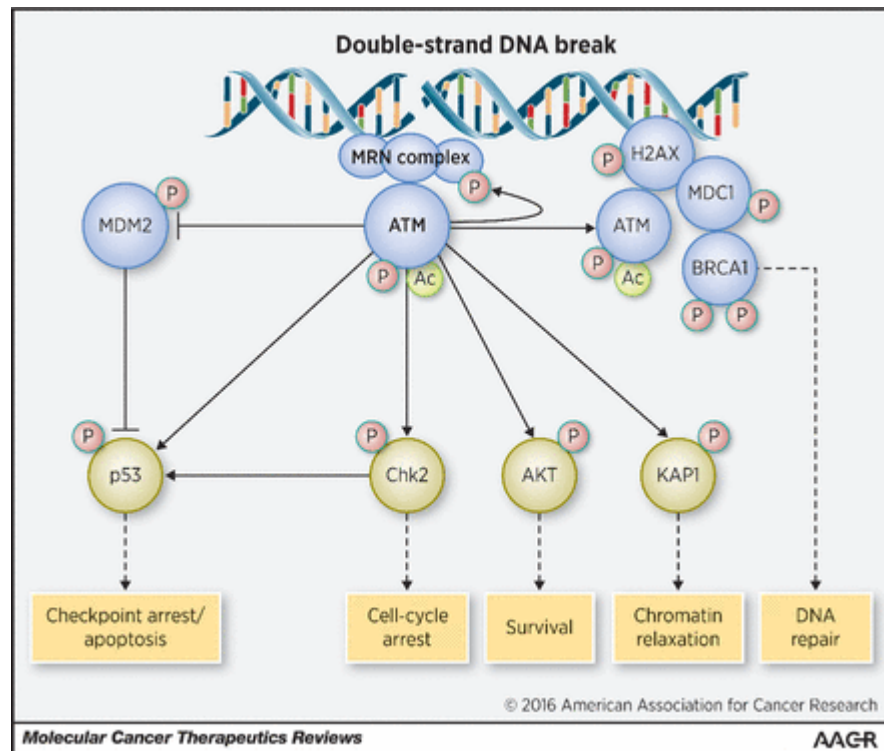 Double-strand DNA break
MRN complex
P
H2AX
P
MDM2
P
ATM
P
Ac
ATM
P
Ac
MDC1
P
BRCA1
P
P
P
p53
P
Chk2
P
AKT
P
KAP1
Checkpoint arrest/
apoptosis
Cell-cycle
arrest
Survival
Chromatin
relaxation
DNA
repair
© 2016 American Association for Cancer Research
Molecular Cancer Therapeutics Reviews
AACR